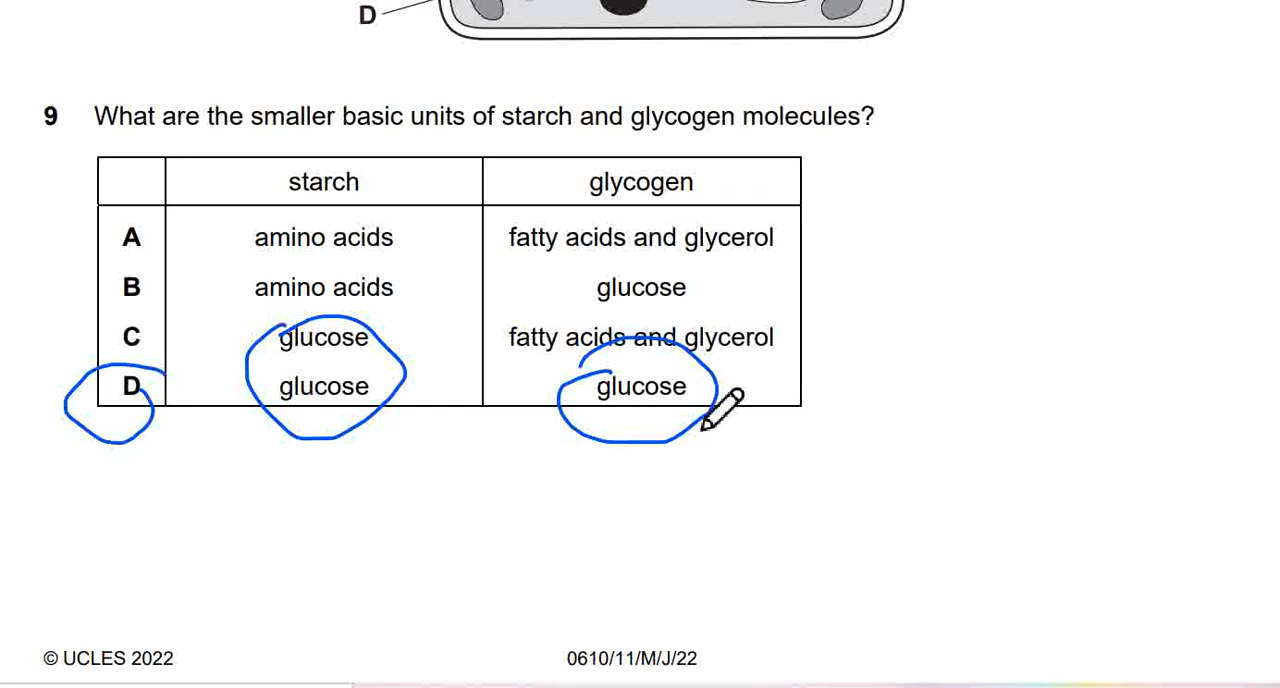 D
9 What are the smaller basic units of starch and glycogen molecules?
starch glycogen
A amino acids fatty acids and glycerol
B amino acids glucose
C glucose fatty acids and glycerol
D glucose glucose
© UCLES 2022 0610/11/M/J/22